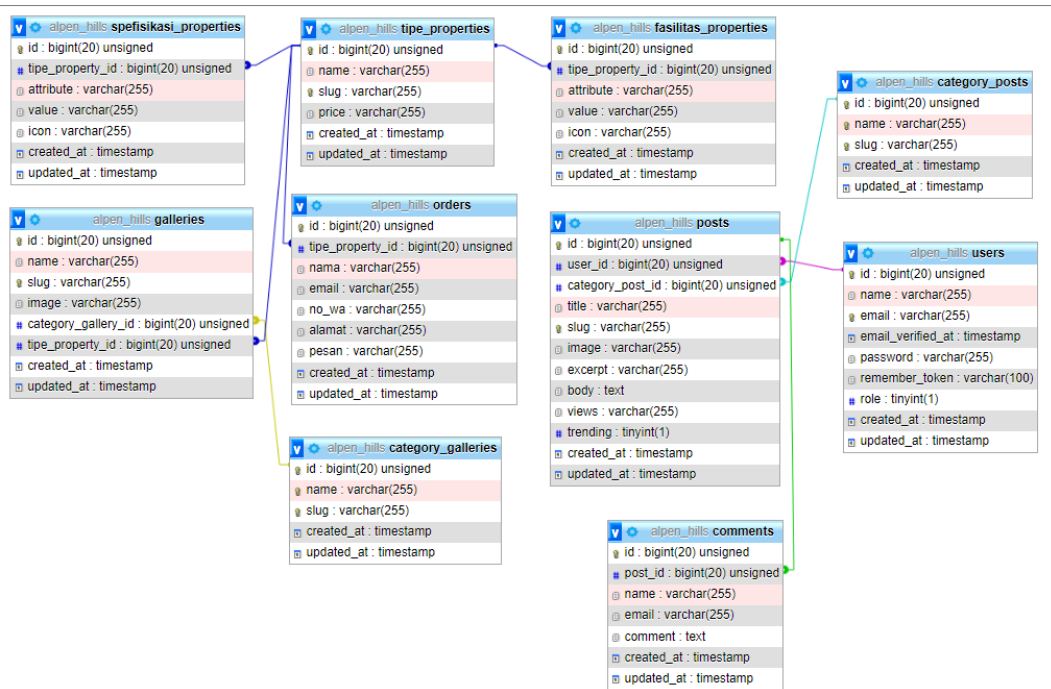 alpen_hills spefisikasi_properties
id : bigint(20) unsigned
tipe_property_id : bigint(20) unsigned
attribute : varchar(255)
value : varchar(255)
icon : varchar(255)
created_at : timestamp
updated_at : timestamp
alpen_hills tipe_properties
id : bigint(20) unsigned
name : varchar(255)
slug : varchar(255)
price : varchar(255)
created_at : timestamp
updated_at : timestamp
alpen_hills fasilitas_properties
id : bigint(20) unsigned
tipe_property_id : bigint(20) unsigned
attribute : varchar(255)
value : varchar(255)
icon : varchar(255)
created_at : timestamp
updated_at : timestamp
alpen_hills category_posts
id : bigint(20) unsigned
name : varchar(255)
slug : varchar(255)
created_at : timestamp
updated_at : timestamp
alpen_hills galleries
id : bigint(20) unsigned
name : varchar(255)
slug : varchar(255)
image : varchar(255)
category_gallery_id : bigint(20) unsigned
tipe_property_id : bigint(20) unsigned
created_at : timestamp
updated_at : timestamp
alpen_hills orders
id : bigint(20) unsigned
tipe_property_id : bigint(20) unsigned
nama : varchar(255)
email : varchar(255)
no_wa : varchar(255)
alamat : varchar(255)
pesan : varchar(255)
created_at : timestamp
updated_at : timestamp
alpen_hills posts
id : bigint(20) unsigned
user_id : bigint(20) unsigned
category_post_id : bigint(20) unsigned
title : varchar(255)
slug : varchar(255)
image : varchar(255)
excerpt : varchar(255)
body : text
views : varchar(255)
trending : tinyint(1)
created_at : timestamp
updated_at : timestamp
alpen_hills users
id : bigint(20) unsigned
name : varchar(255)
email : varchar(255)
email_verified_at : timestamp
password : varchar(255)
remember_token : varchar(100)
role : tinyint(1)
created_at : timestamp
updated_at : timestamp
alpen_hills category_galleries
id : bigint(20) unsigned
name : varchar(255)
slug : varchar(255)
created_at : timestamp
updated_at : timestamp
alpen_hills comments
id : bigint(20) unsigned
post_id : bigint(20) unsigned
name : varchar(255)
email : varchar(255)
comment : text
created_at : timestamp
updated_at : timestamp